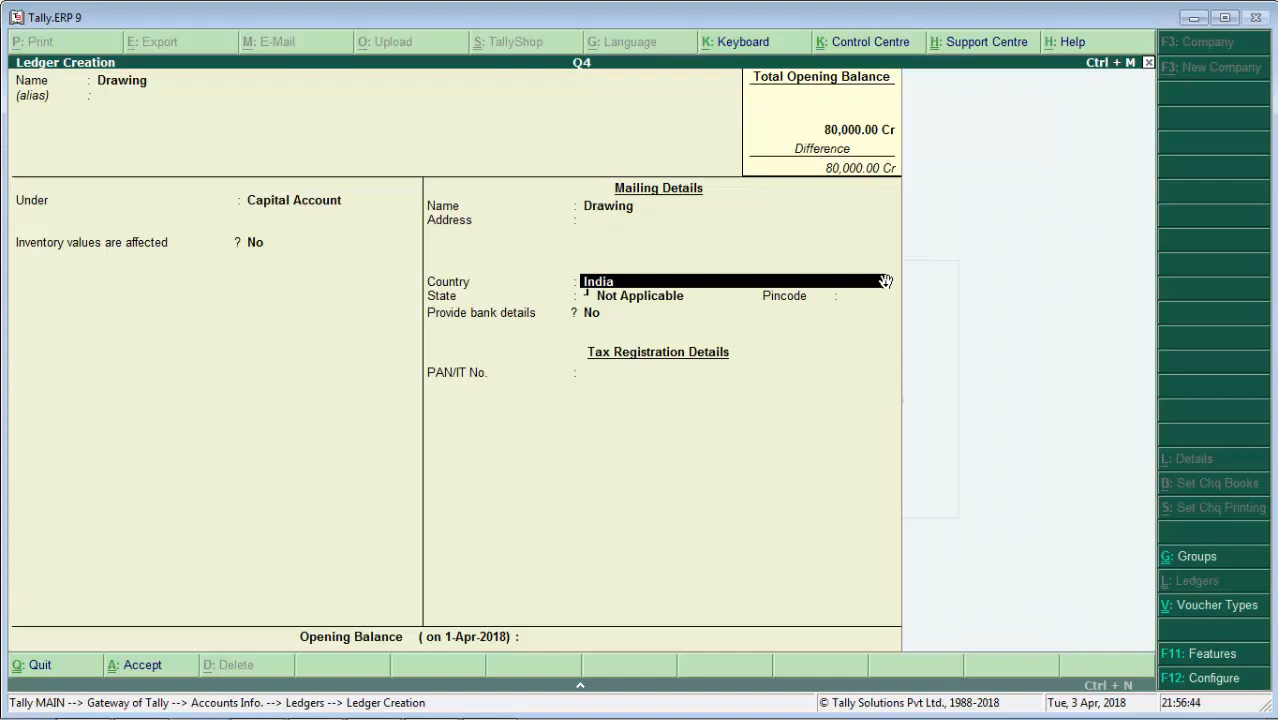 Tally.ERP 9
P: Print E: Export M: E-Mail O: Upload S: TallyShop G: Language K: Keyboard K: Control Centre H: Support Centre H: Help
F3: Company
Ledger Creation Q4 Ctrl + M
F3: New Company
Name : Drawing
(alias) :
Total Opening Balance
80,000.00 Cr
Difference
80,000.00 Cr
Under : Capital Account
Inventory values are affected ? No
Mailing Details
Name : Drawing
Address :
Country : India
State : ┘ Not Applicable Pincode :
Provide bank details ? No
Tax Registration Details
PAN/IT No. :
Opening Balance ( on 1-Apr-2018) :
L: Details
B: Set Chq Books
S: Set Chq Printing
G: Groups
L: Ledgers
V: Voucher Types
F11: Features
F12: Configure
Q: Quit A: Accept D: Delete
Ctrl + N
Tally MAIN --> Gateway of Tally --> Accounts Info. --> Ledgers --> Ledger Creation © Tally Solutions Pvt Ltd., 1988-2018 Tue, 3 Apr, 2018 21:56:44